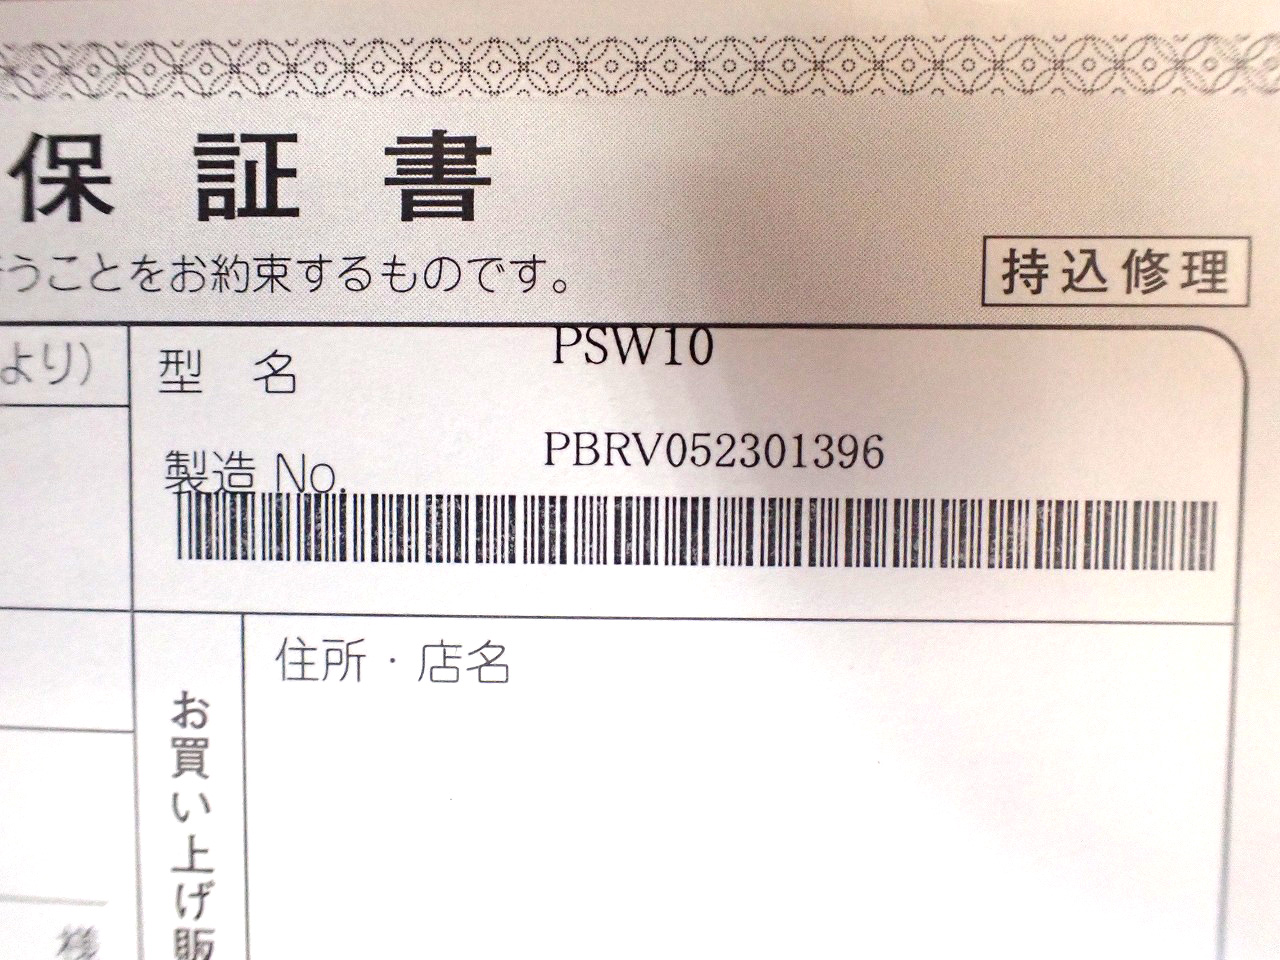 保証書
うことをお約束するものです。
持込修理
より)
型 名 PSW10
製造 No. PBRV052301396
住所・店名
お買い上げ販
様